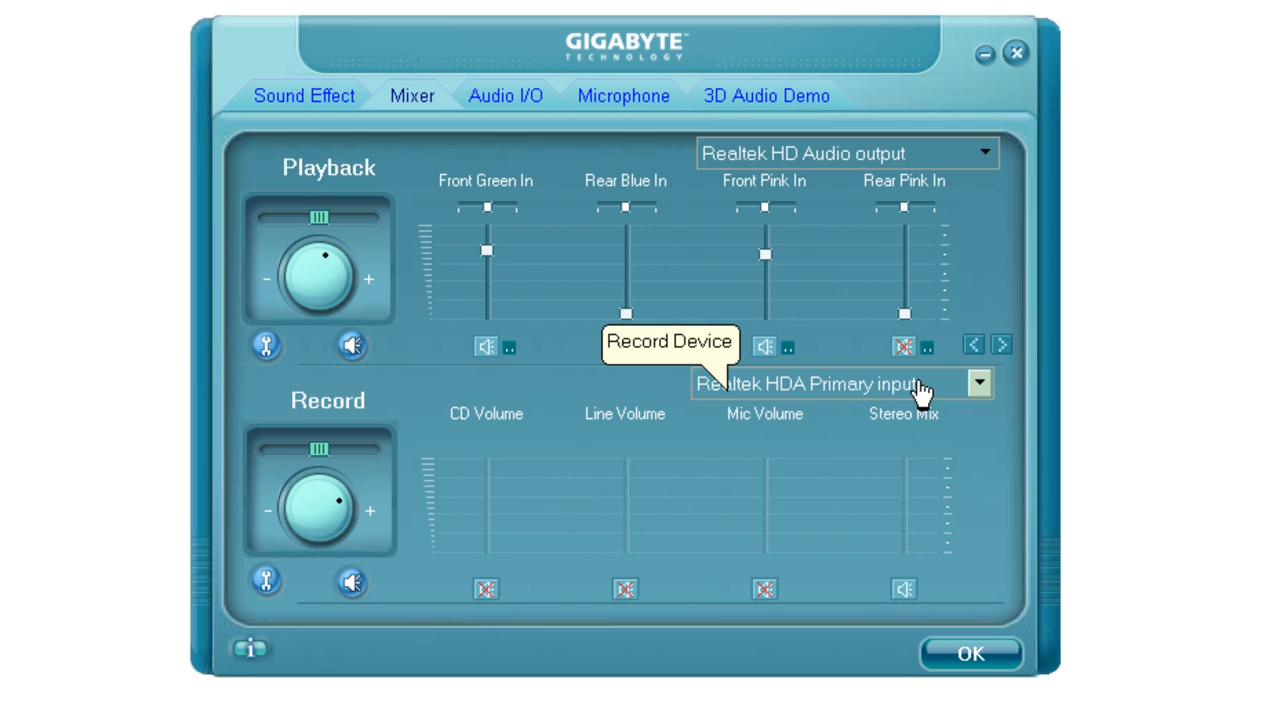 GIGABYTE™
TECHNOLOGY
Sound Effect Mixer Audio I/O Microphone 3D Audio Demo
Realtek HD Audio output
Playback
Front Green In Rear Blue In Front Pink In Rear Pink In
- +
Record Device
Realtek HDA Primary input
Record
CD Volume Line Volume Mic Volume Stereo Mix
- +
i
OK